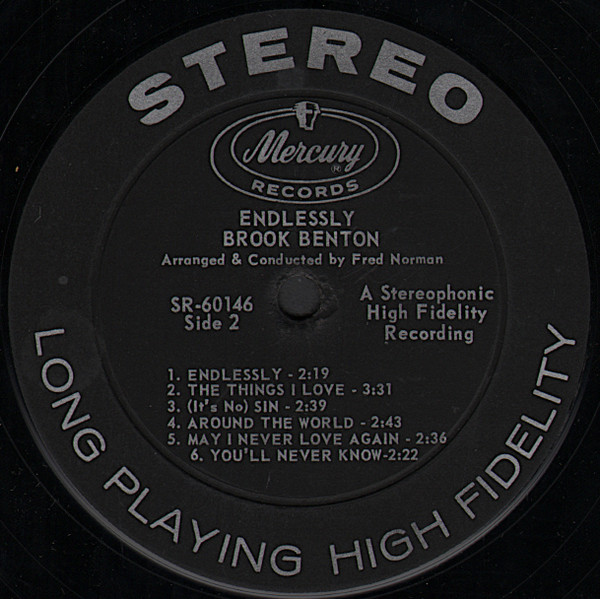 STEREO
Mercury
®
RECORDS
ENDLESSLY
BROOK BENTON
Arranged & Conducted by Fred Norman
SR-60146
Side 2
A Stereophonic
High Fidelity
Recording
1. ENDLESSLY - 2:19
2. THE THINGS I LOVE - 3:31
3. (It's No) SIN - 2:39
4. AROUND THE WORLD - 2:43
5. MAY I NEVER LOVE AGAIN - 2:36
6. YOU'LL NEVER KNOW-2:22
LONG PLAYING HIGH FIDELITY